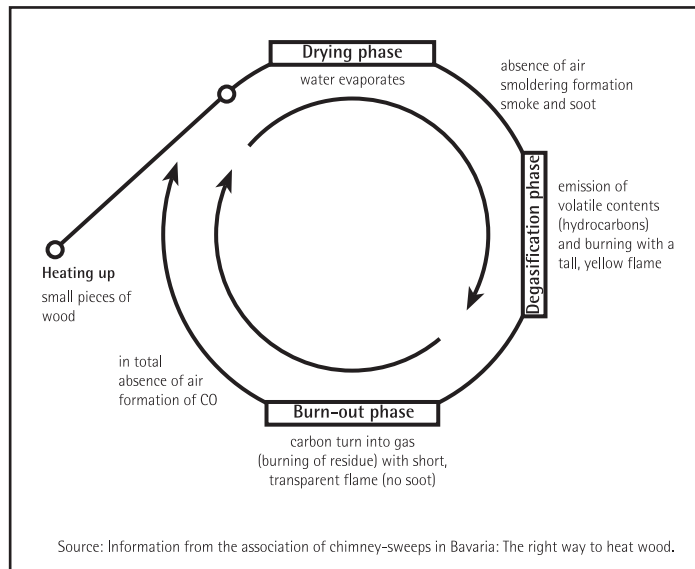 Drying phase
water evaporates
absence of air
smoldering formation
smoke and soot
Degasification phase
emission of
volatile contents
(hydrocarbons)
and burning with a
tall, yellow flame
Heating up
small pieces of
wood
in total
absence of air
formation of CO
Burn-out phase
carbon turn into gas
(burning of residue) with short,
transparent flame (no soot)
Source: Information from the association of chimney-sweeps in Bavaria: The right way to heat wood.